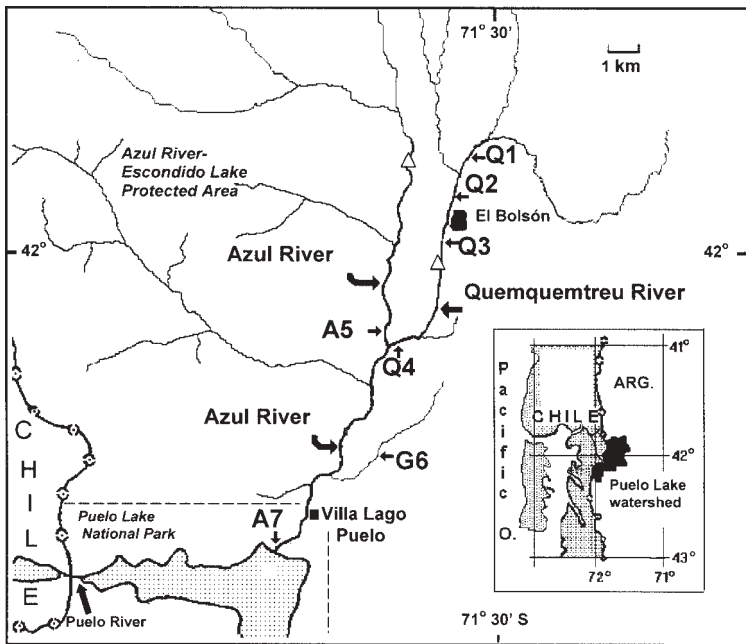 71° 30'
1 km
Azul River-
Escondido Lake
Protected Area
Q1
Q2
El Bolsón
42°
Q3
42°
Azul River
Quemquemtreu River
A5
Q4
Azul River
G6
C
H
I
L
E
Puelo Lake
National Park
A7
Villa Lago
Puelo
Puelo River
71° 30' S
Pacific
O.
41°
ARG.
CHILE
42°
Puelo Lake
watershed
43°
72° 71°